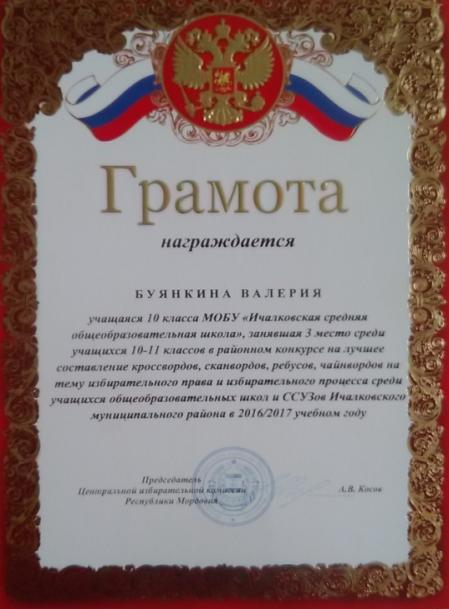 Грамота
награждается
БУЯНКИНА ВАЛЕРИЯ
учащаяся 10 класса МОБУ «Ичалковская средняя
общеобразовательная школа», занявшая 3 место среди
учащихся 10-11 классов в районном конкурсе на лучшее
составление кроссвордов, сканвордов, ребусов, чайнвордов на
тему избирательного права и избирательного процесса среди
учащихся общеобразовательных школ и ССУЗов Ичалковского
муниципального района в 2016/2017 учебном году
Председатель
Центральной избирательной комиссии
Республики Мордовия
А.В. Косов